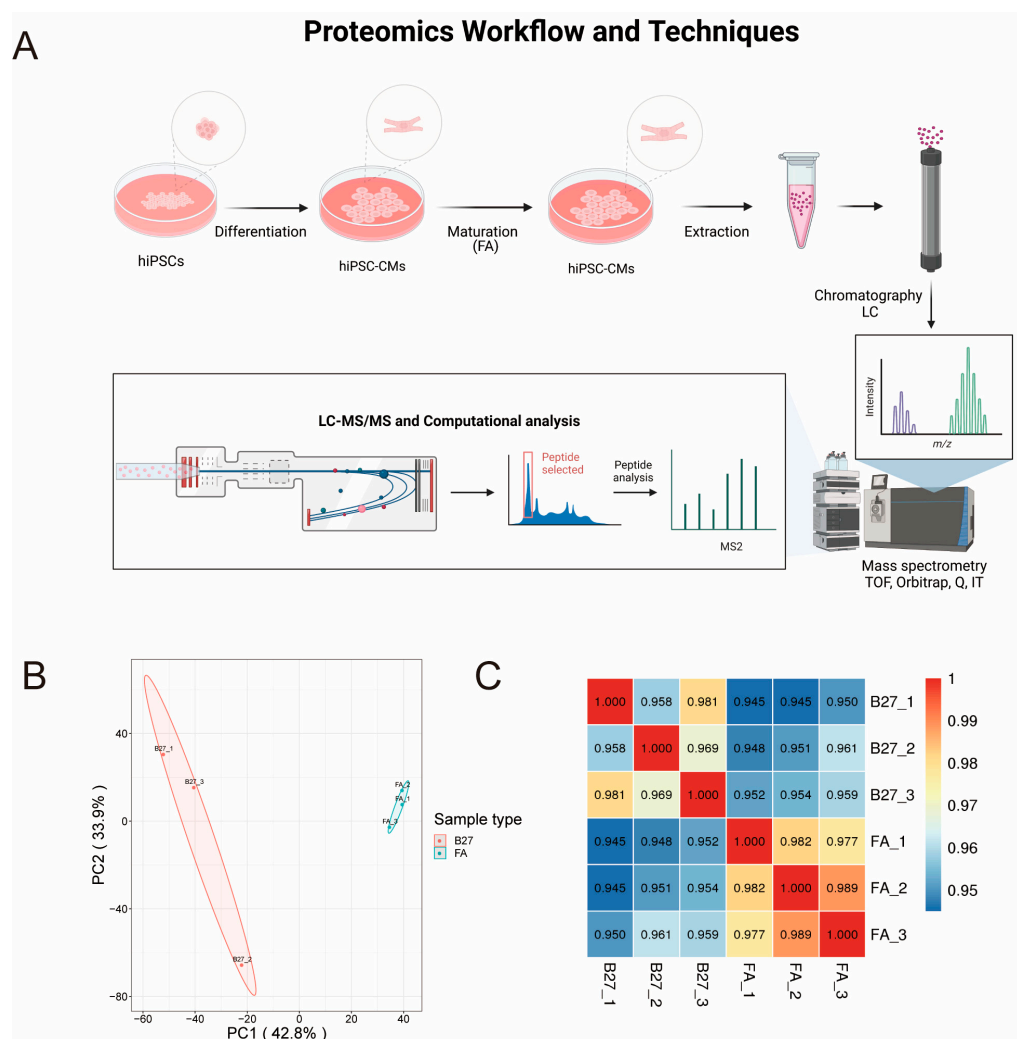 A
Proteomics Workflow and Techniques
hiPSCs
Differentiation
hiPSC-CMs
Maturation
(FA)
hiPSC-CMs
Extraction
Chromatography
LC
Intensity
m/z
LC-MS/MS and Computational analysis
Peptide
selected
Peptide
analysis
MS2
Mass spectrometry
TOF, Orbitrap, Q, IT
B
PC2 ( 33.9% )
40
0
−40
−80
B27_1
B27_3
B27_2
FA_2
FA_1
FA_3
−60
−40
−20
0
20
40
PC1 ( 42.8% )
Sample type
B27
FA
C
1.000 0.958 0.981 0.945 0.945 0.950 B27_1
0.958 1.000 0.969 0.948 0.951 0.961 B27_2
0.981 0.969 1.000 0.952 0.954 0.959 B27_3
0.945 0.948 0.952 1.000 0.982 0.977 FA_1
0.945 0.951 0.954 0.982 1.000 0.989 FA_2
0.950 0.961 0.959 0.977 0.989 1.000 FA_3
B27_1
B27_2
B27_3
FA_1
FA_2
FA_3
1
0.99
0.98
0.97
0.96
0.95